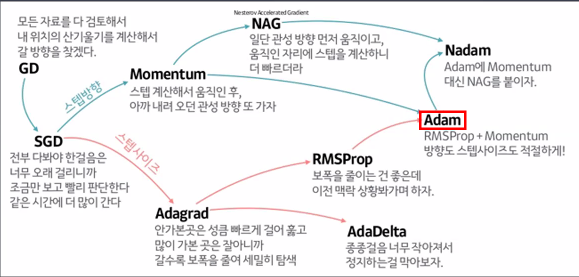 모든 자료를 다 검토해서
내 위치의 산기울기를 계산해서
갈 방향을 찾겠다.
GD
스텝방향
SGD
전부 다봐야 한걸음은
너무 오래 걸리니까
조금만 보고 빨리 판단한다
같은 시간에 더 많이 간다
스텝사이즈
Momentum
스텝 계산해서 움직인 후,
아까 내려 오던 관성 방향 또 가자
Nesterov Accelerated Gradient
NAG
일단 관성 방향 먼저 움직이고,
움직인 자리에 스텝을 계산하니
더 빠르더라
Nadam
Adam에 Momentum
대신 NAG를 붙이자.
Adam
RMSProp + Momentum
방향도 스텝사이즈도 적절하게!
RMSProp
보폭을 줄이는 건 좋은데
이전 맥락 상황봐가며 하자.
Adagrad
안가본곳은 성큼 빠르게 걸어 훑고
많이 가본 곳은 잘아니까
갈수록 보폭을 줄여 세밀히 탐색
AdaDelta
종종걸음 너무 작아져서
정지하는걸 막아보자.